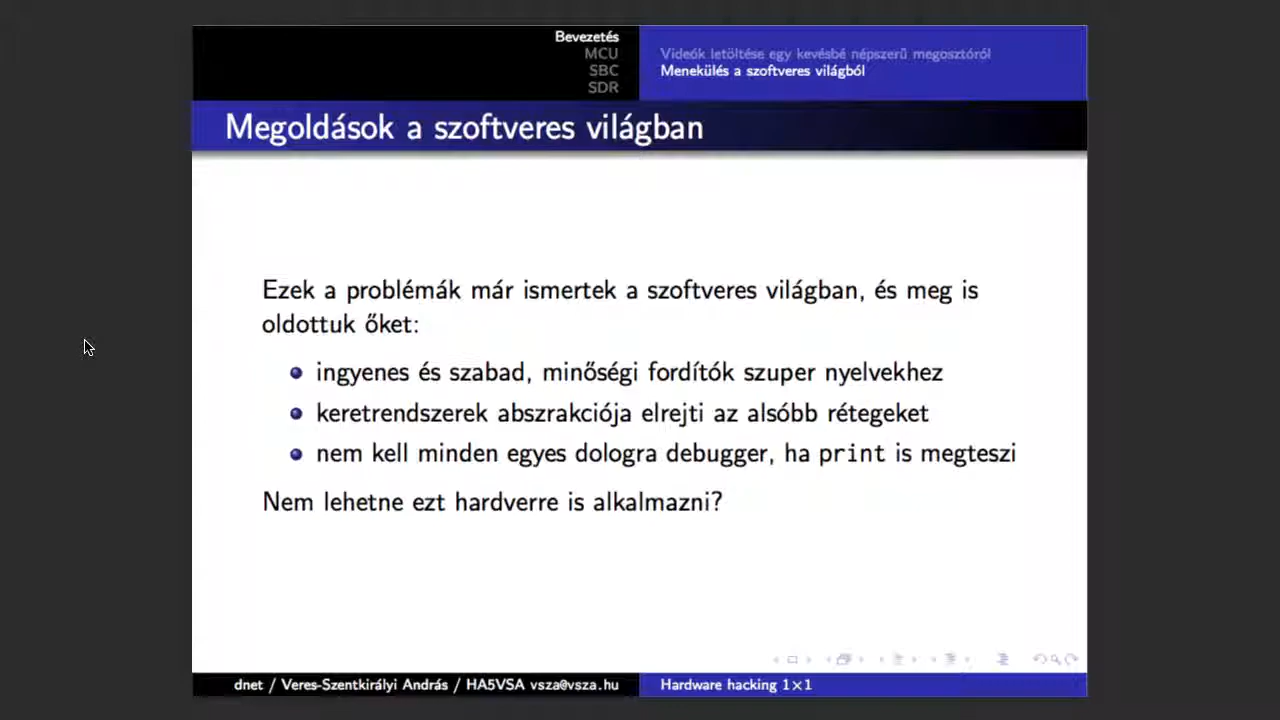 Bevezetés
MCU
SBC
SDR
Videók letöltése egy kevésbé népszerű megosztóról
Menekülés a szoftveres világból
Megoldások a szoftveres világban
Ezek a problémák már ismertek a szoftveres világban, és meg is
oldottuk őket:
ingyenes és szabad, minőségi fordítók szuper nyelvekhez
keretrendszerek abszrakciója elrejti az alsóbb rétegeket
nem kell minden egyes dologra debugger, ha print is megteszi
Nem lehetne ezt hardverre is alkalmazni?
dnet / Veres-Szentkirályi András / HA5VSA vsza@vsza.hu
Hardware hacking 1×1